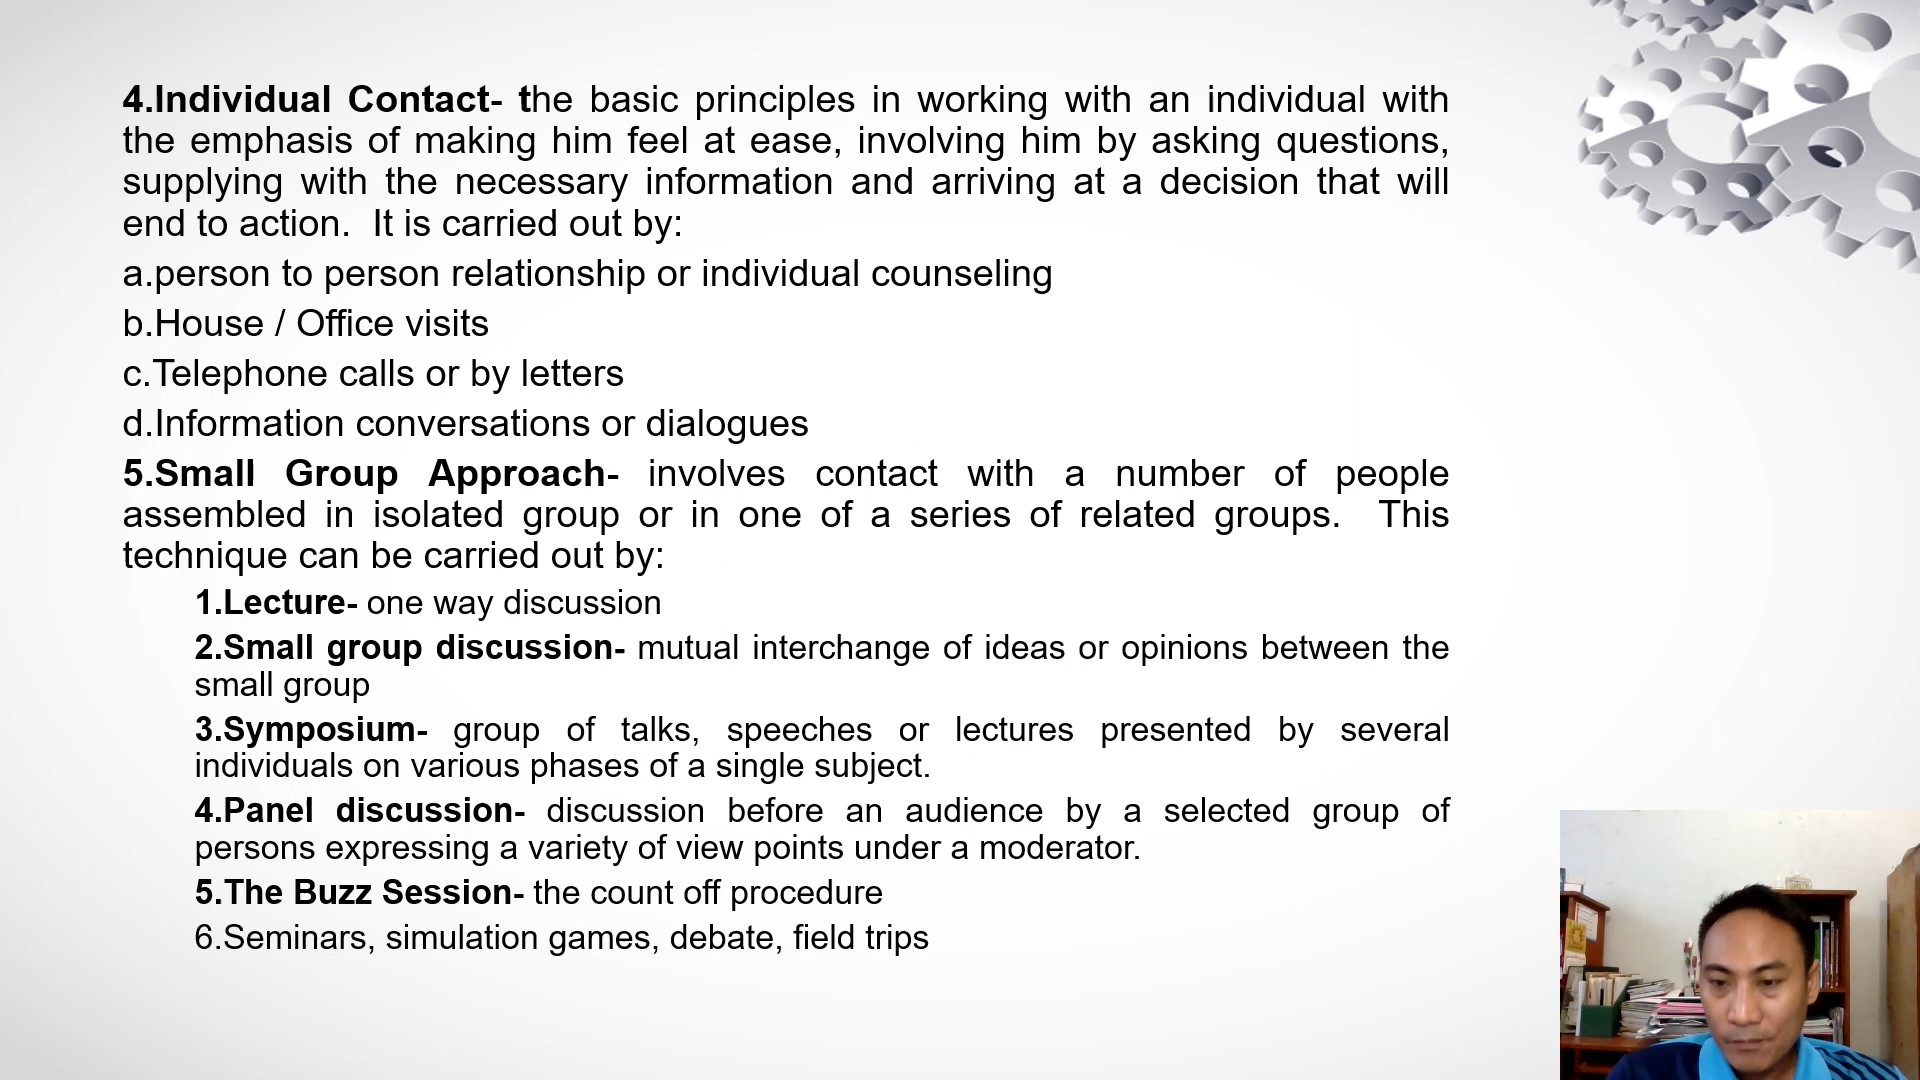 4.Individual Contact- the basic principles in working with an individual with
the emphasis of making him feel at ease, involving him by asking questions,
supplying with the necessary information and arriving at a decision that will
end to action.  It is carried out by:
a.person to person relationship or individual counseling
b.House / Office visits
c.Telephone calls or by letters
d.Information conversations or dialogues
5.Small Group Approach- involves contact with a number of people
assembled in isolated group or in one of a series of related groups.  This
technique can be carried out by:
1.Lecture- one way discussion
2.Small group discussion- mutual interchange of ideas or opinions between the
small group
3.Symposium- group of talks, speeches or lectures presented by several
individuals on various phases of a single subject.
4.Panel discussion- discussion before an audience by a selected group of
persons expressing a variety of view points under a moderator.
5.The Buzz Session- the count off procedure
6.Seminars, simulation games, debate, field trips